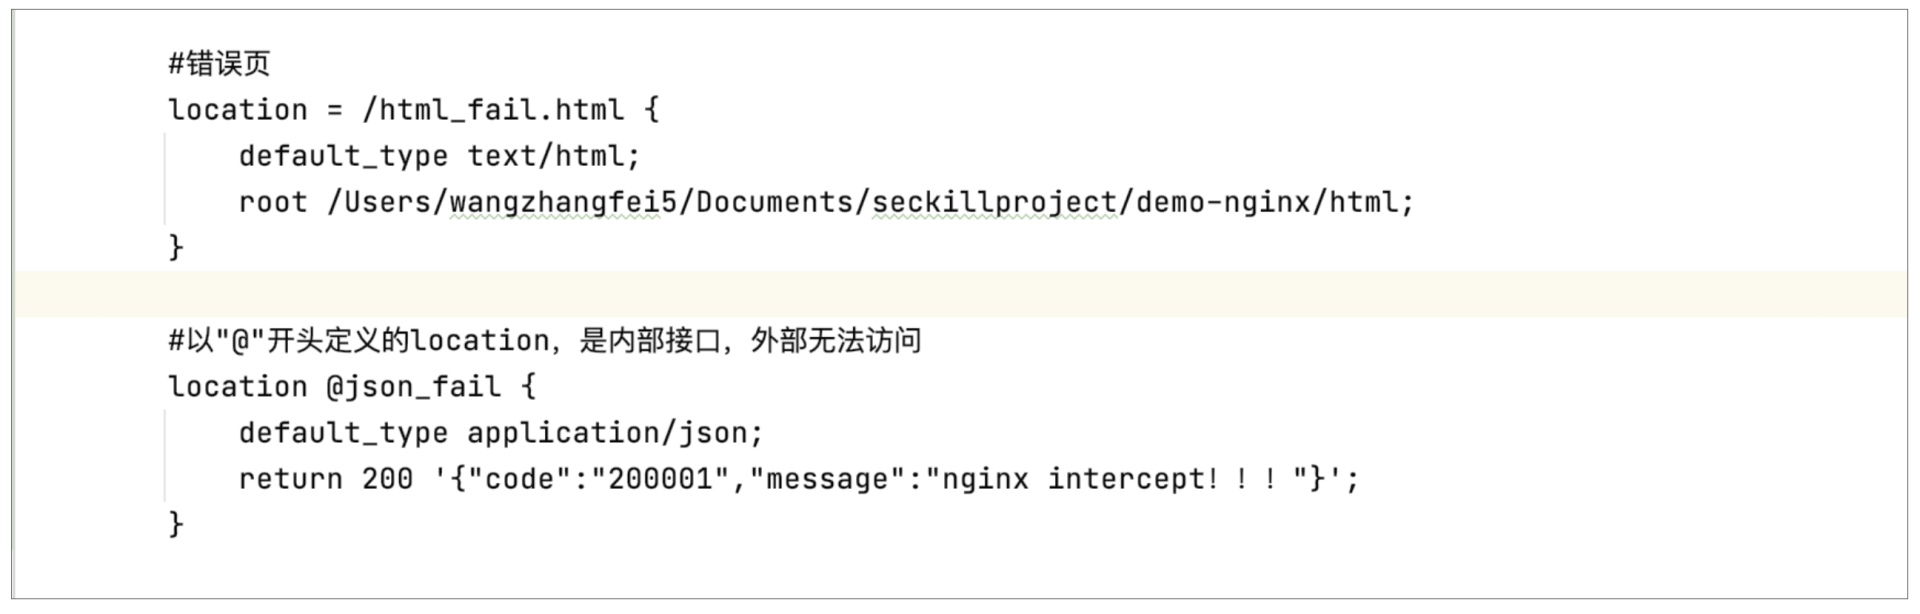 #错误页
location = /html_fail.html {
    default_type text/html;
    root /Users/wangzhangfei5/Documents/seckillproject/demo-nginx/html;
}

#以"@"开头定义的location，是内部接口，外部无法访问
location @json_fail {
    default_type application/json;
    return 200 '{"code":"200001","message":"nginx intercept！！！"}';
}